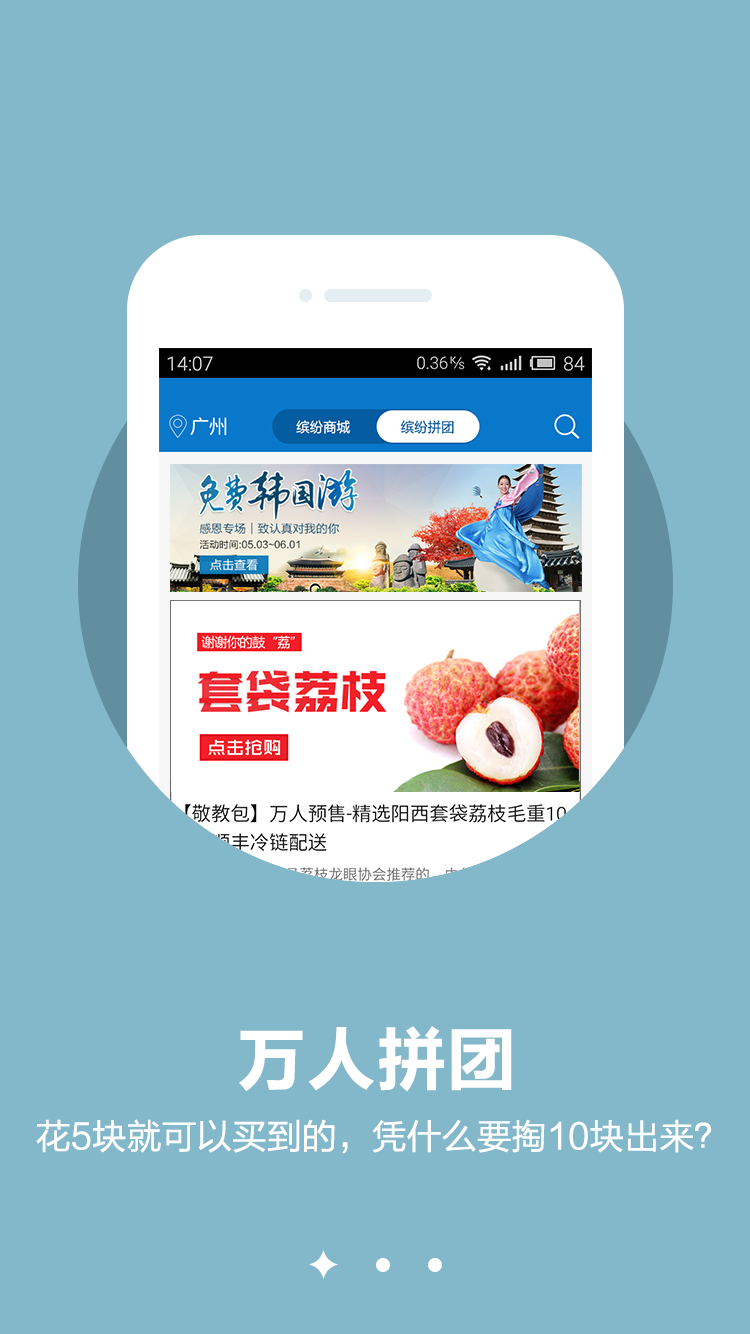 14:07
0.36K/s
84
广州
缤纷商城
缤纷拼团
免费韩国游
感恩专场|致认真对我的你
活动时间:05.03~06.01
点击查看
谢谢你的鼓“荔”
套袋荔枝
点击抢购
【敬教包】万人预售-精选阳西套袋荔枝毛重10
顺丰冷链配送
荔枝龙眼协会推荐的
万人拼团
花5块就可以买到的，凭什么要掏10块出来?